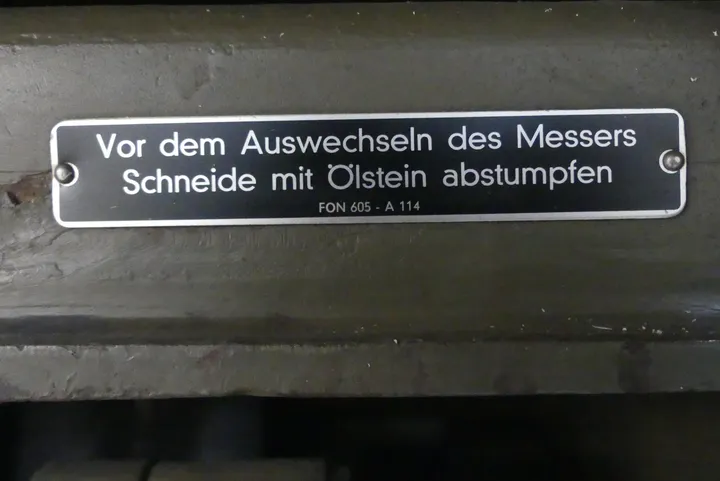 Vor dem Auswechseln des Messers
Schneide mit Ölstein abstumpfen
FON 605 - A 114